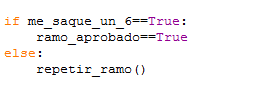 if me_saque_un_6==True:
    ramo_aprobado==True
else:
    repetir_ramo()